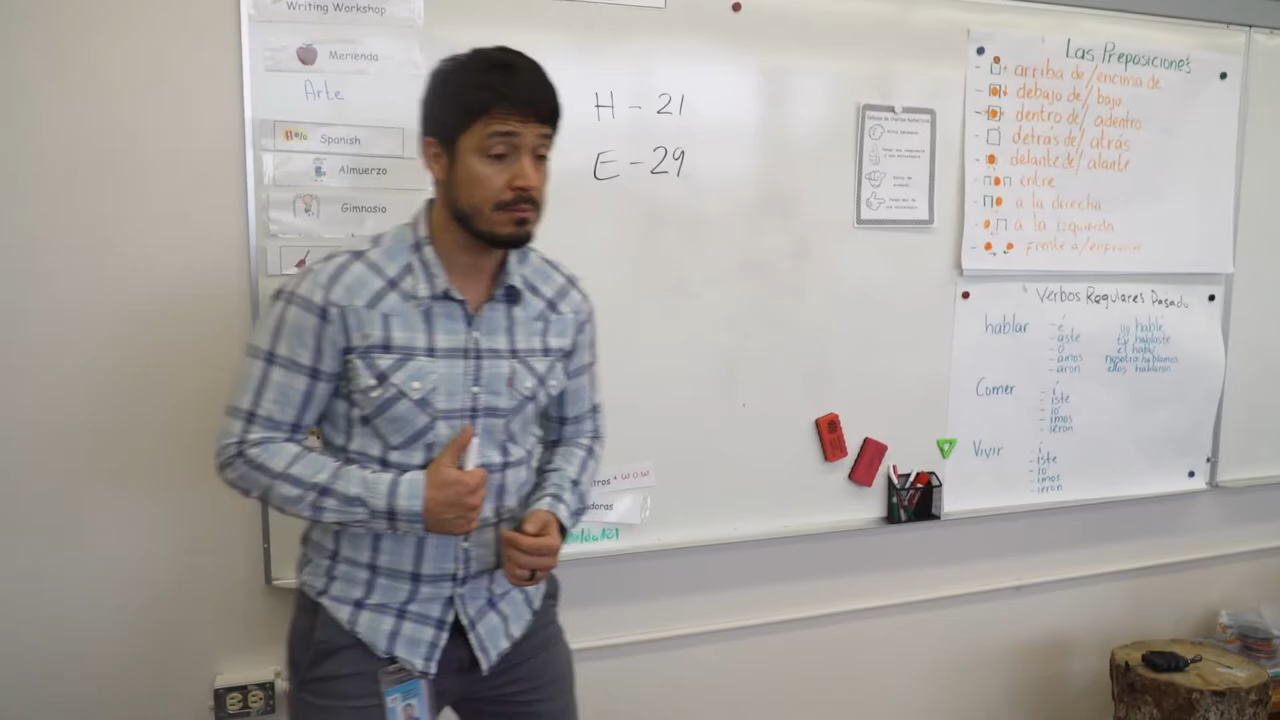 Writing Workshop
Merienda
Arte
Spanish
Almuerzo
Gimnasio
H - 21
E - 29
+ W O W
doras
Las Preposiciones
- arriba de/encima de
- debajo de/bajo
- dentro de/adentro
- detrás de/atrás
- delante de/alante
- entre
- a la derecha
- a la izquierda
- Frente a/enfrente
Verbos Regulares Pasado
hablar
- é yo hablé
- aste tú hablaste
- ó él habló
- amos nosotros hablamos
- aron ellos hablaron
Comer
- í
- iste
- ió
- imos
- ieron
Vivir
- í
- iste
- ió
- imos
- ieron